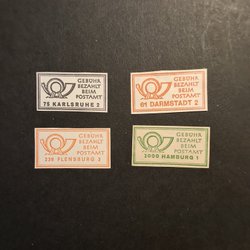 GEBÜHR
BEZAHLT
BEIM
POSTAMT
75 KARLSRUHE 2
GEBÜHR
BEZAHLT
BEIM
POSTAMT
61 DARMSTADT 2
GEBÜHR
BEZAHLT
BEIM
POSTAMT
239 FLENSBURG 2
GEBÜHR
BEZAHLT
BEIM
POSTAMT
2000 HAMBURG 1